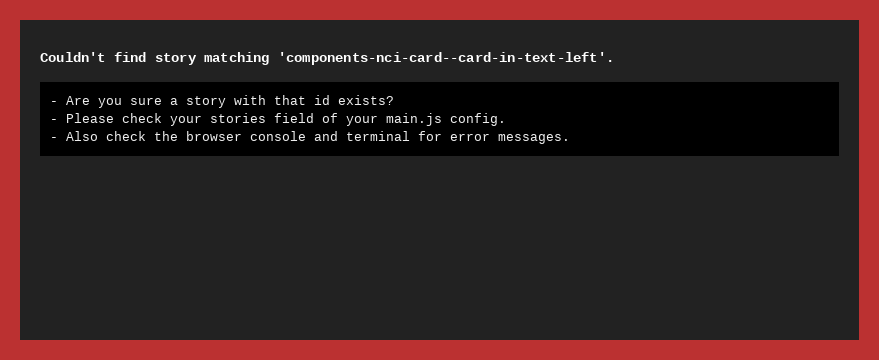 Couldn't find story matching 'components-nci-card--card-in-text-left'.
- Are you sure a story with that id exists?
- Please check your stories field of your main.js config.
- Also check the browser console and terminal for error messages.